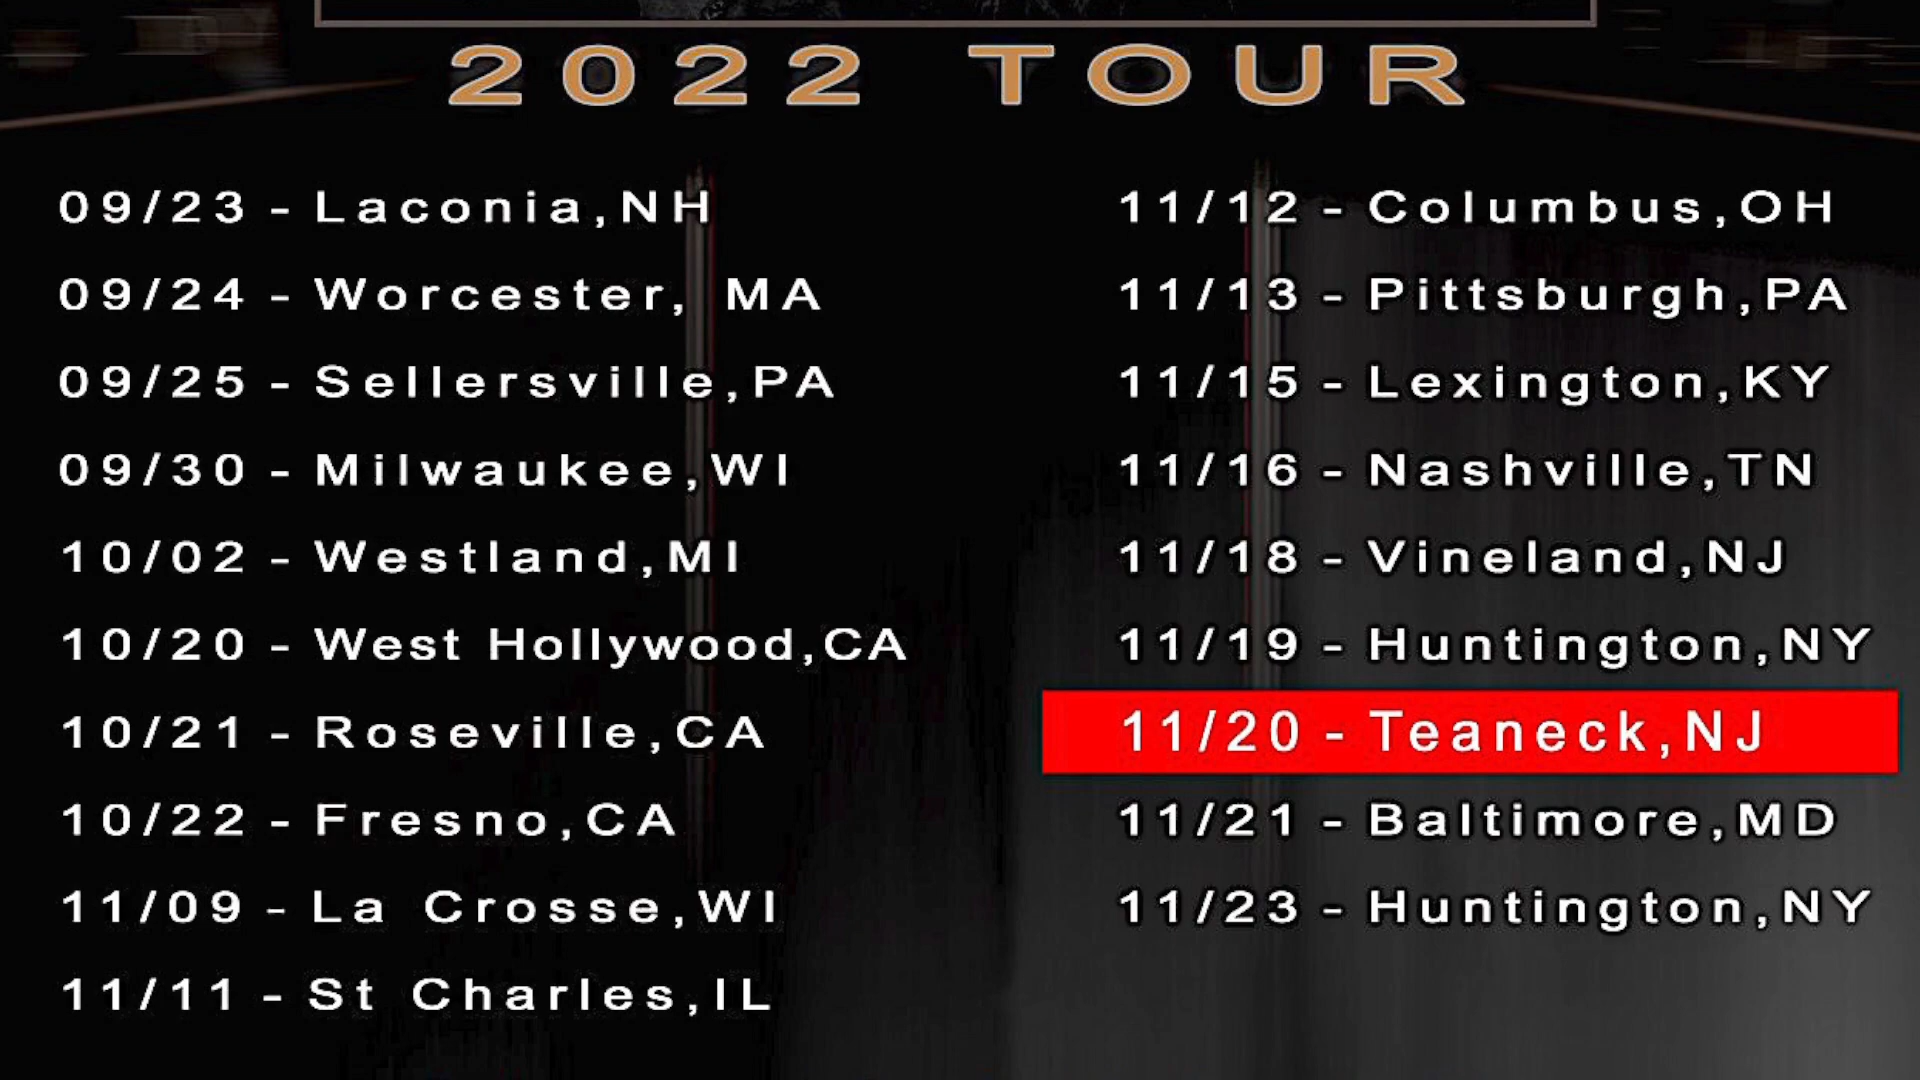 2022 TOUR
09/23 - Laconia,NH
09/24 - Worcester, MA
09/25 - Sellersville,PA
09/30 - Milwaukee,WI
10/02 - Westland,MI
10/20 - West Hollywood,CA
10/21 - Roseville,CA
10/22 - Fresno,CA
11/09 - La Crosse,WI
11/11 - St Charles,IL
11/12 - Columbus,OH
11/13 - Pittsburgh,PA
11/15 - Lexington,KY
11/16 - Nashville,TN
11/18 - Vineland,NJ
11/19 - Huntington,NY
11/20 - Teaneck,NJ
11/21 - Baltimore,MD
11/23 - Huntington,NY